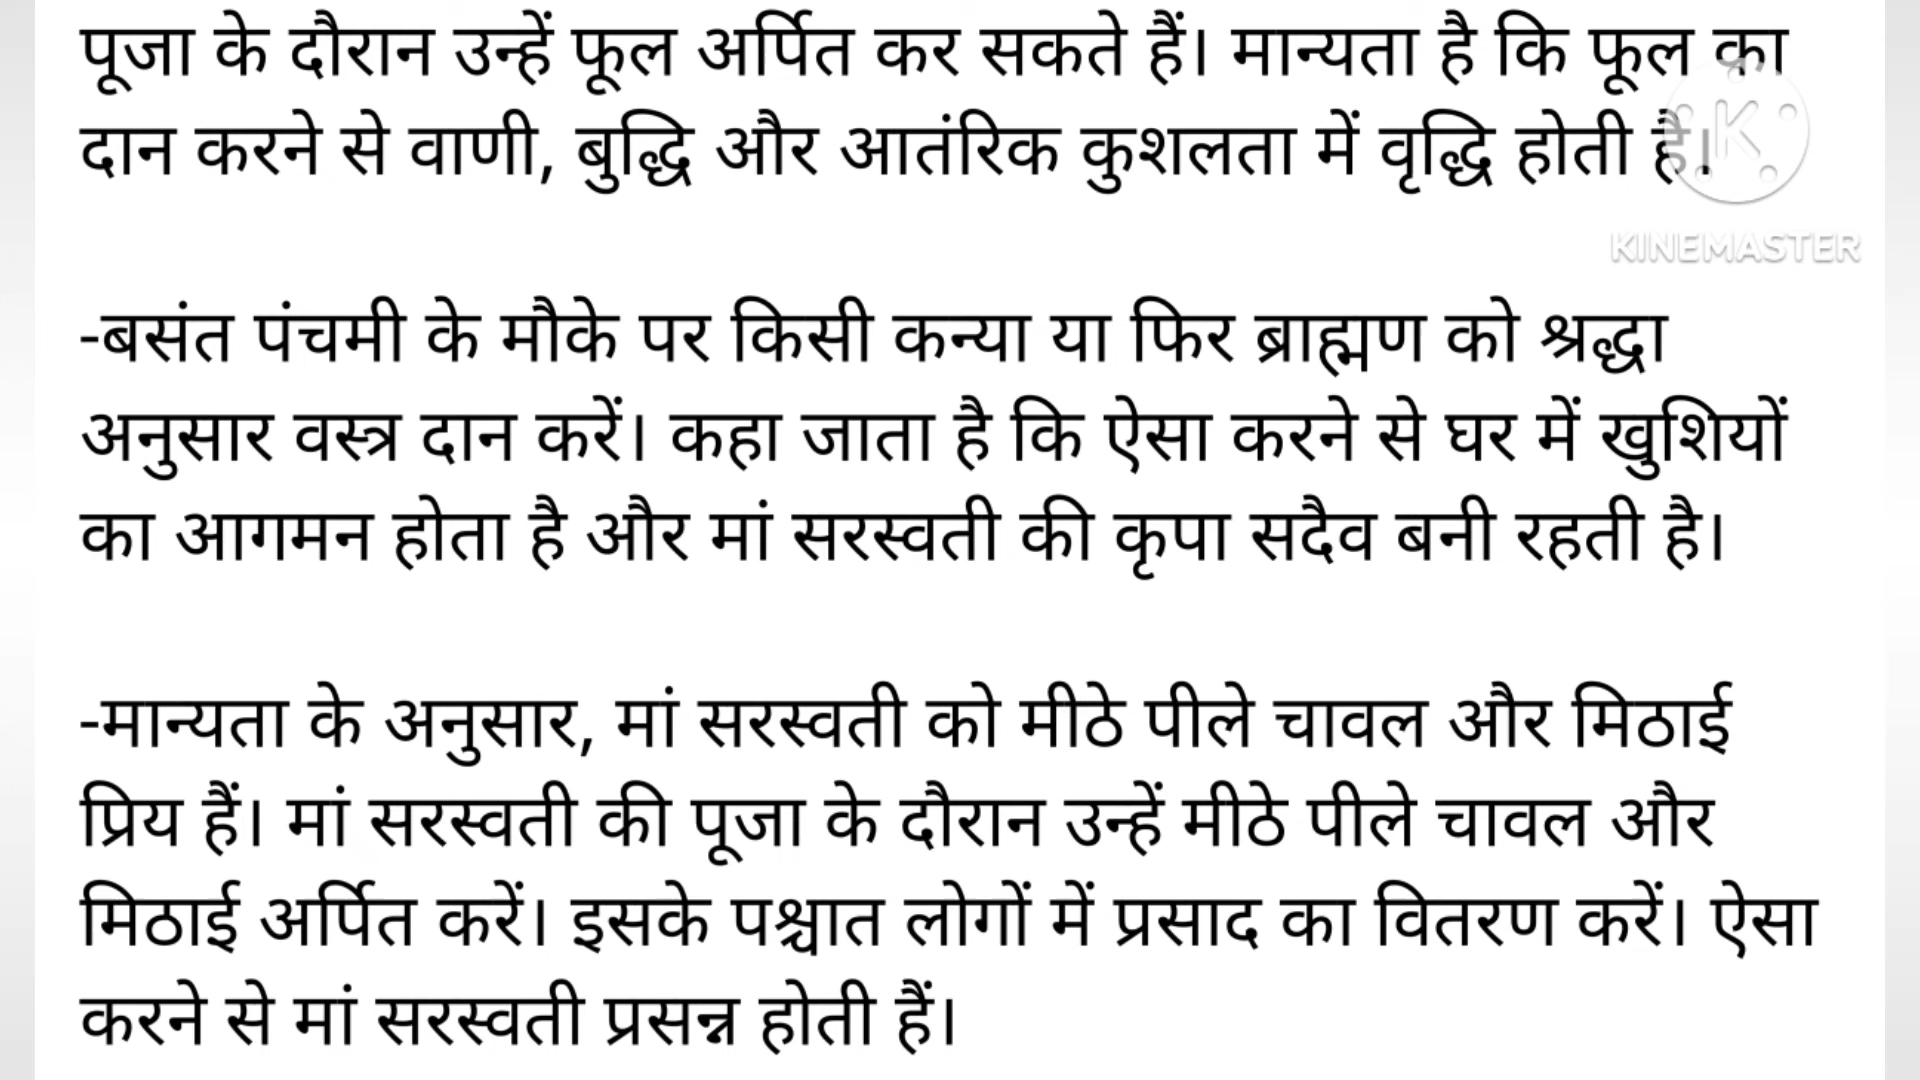 पूजा के दौरान उन्हें फूल अर्पित कर सकते हैं। मान्यता है कि फूल का
दान करने से वाणी, बुद्धि और आतंरिक कुशलता में वृद्धि होती है।
K
KINEMASTER
-बसंत पंचमी के मौके पर किसी कन्या या फिर ब्राह्मण को श्रद्धा
अनुसार वस्त्र दान करें। कहा जाता है कि ऐसा करने से घर में खुशियों
का आगमन होता है और मां सरस्वती की कृपा सदैव बनी रहती है।
-मान्यता के अनुसार, मां सरस्वती को मीठे पीले चावल और मिठाई
प्रिय हैं। मां सरस्वती की पूजा के दौरान उन्हें मीठे पीले चावल और
मिठाई अर्पित करें। इसके पश्चात लोगों में प्रसाद का वितरण करें। ऐसा
करने से मां सरस्वती प्रसन्न होती हैं।